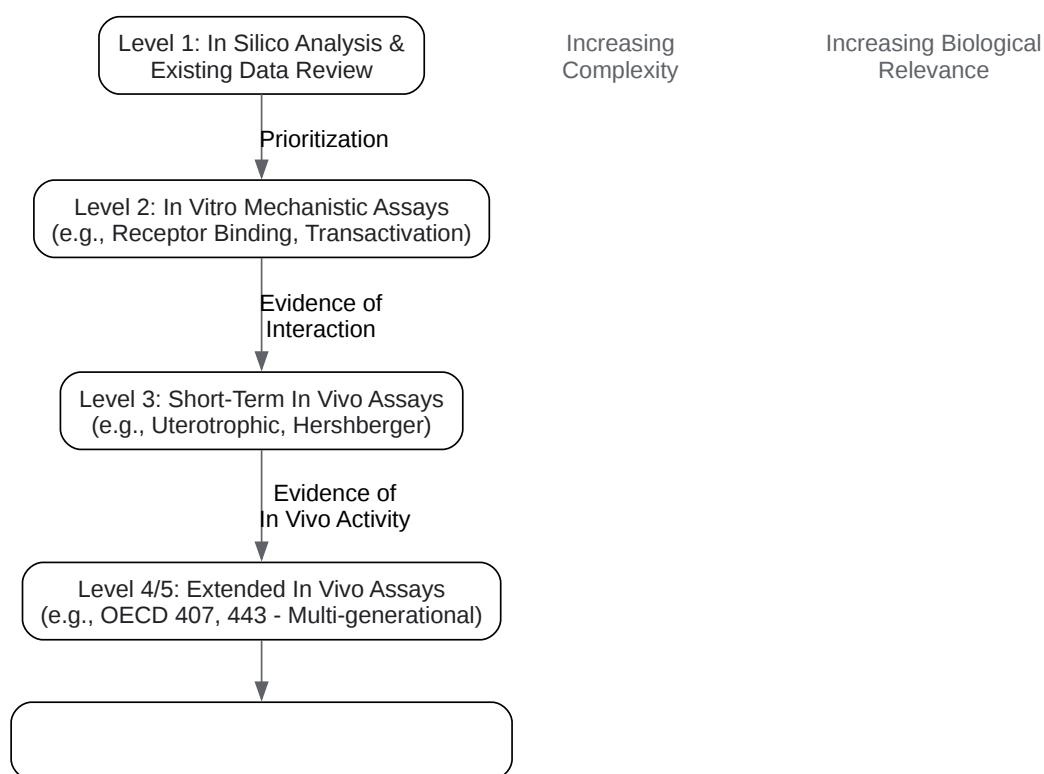 Level 1: In Silico Analysis &
Existing Data Review
Increasing
Complexity
Increasing Biological
Relevance
Prioritization
Level 2: In Vitro Mechanistic Assays
(e.g., Receptor Binding, Transactivation)
Evidence of
Interaction
Level 3: Short-Term In Vivo Assays
(e.g., Uterotrophic, Hershberger)
Evidence of
In Vivo Activity
Level 4/5: Extended In Vivo Assays
(e.g., OECD 407, 443 - Multi-generational)